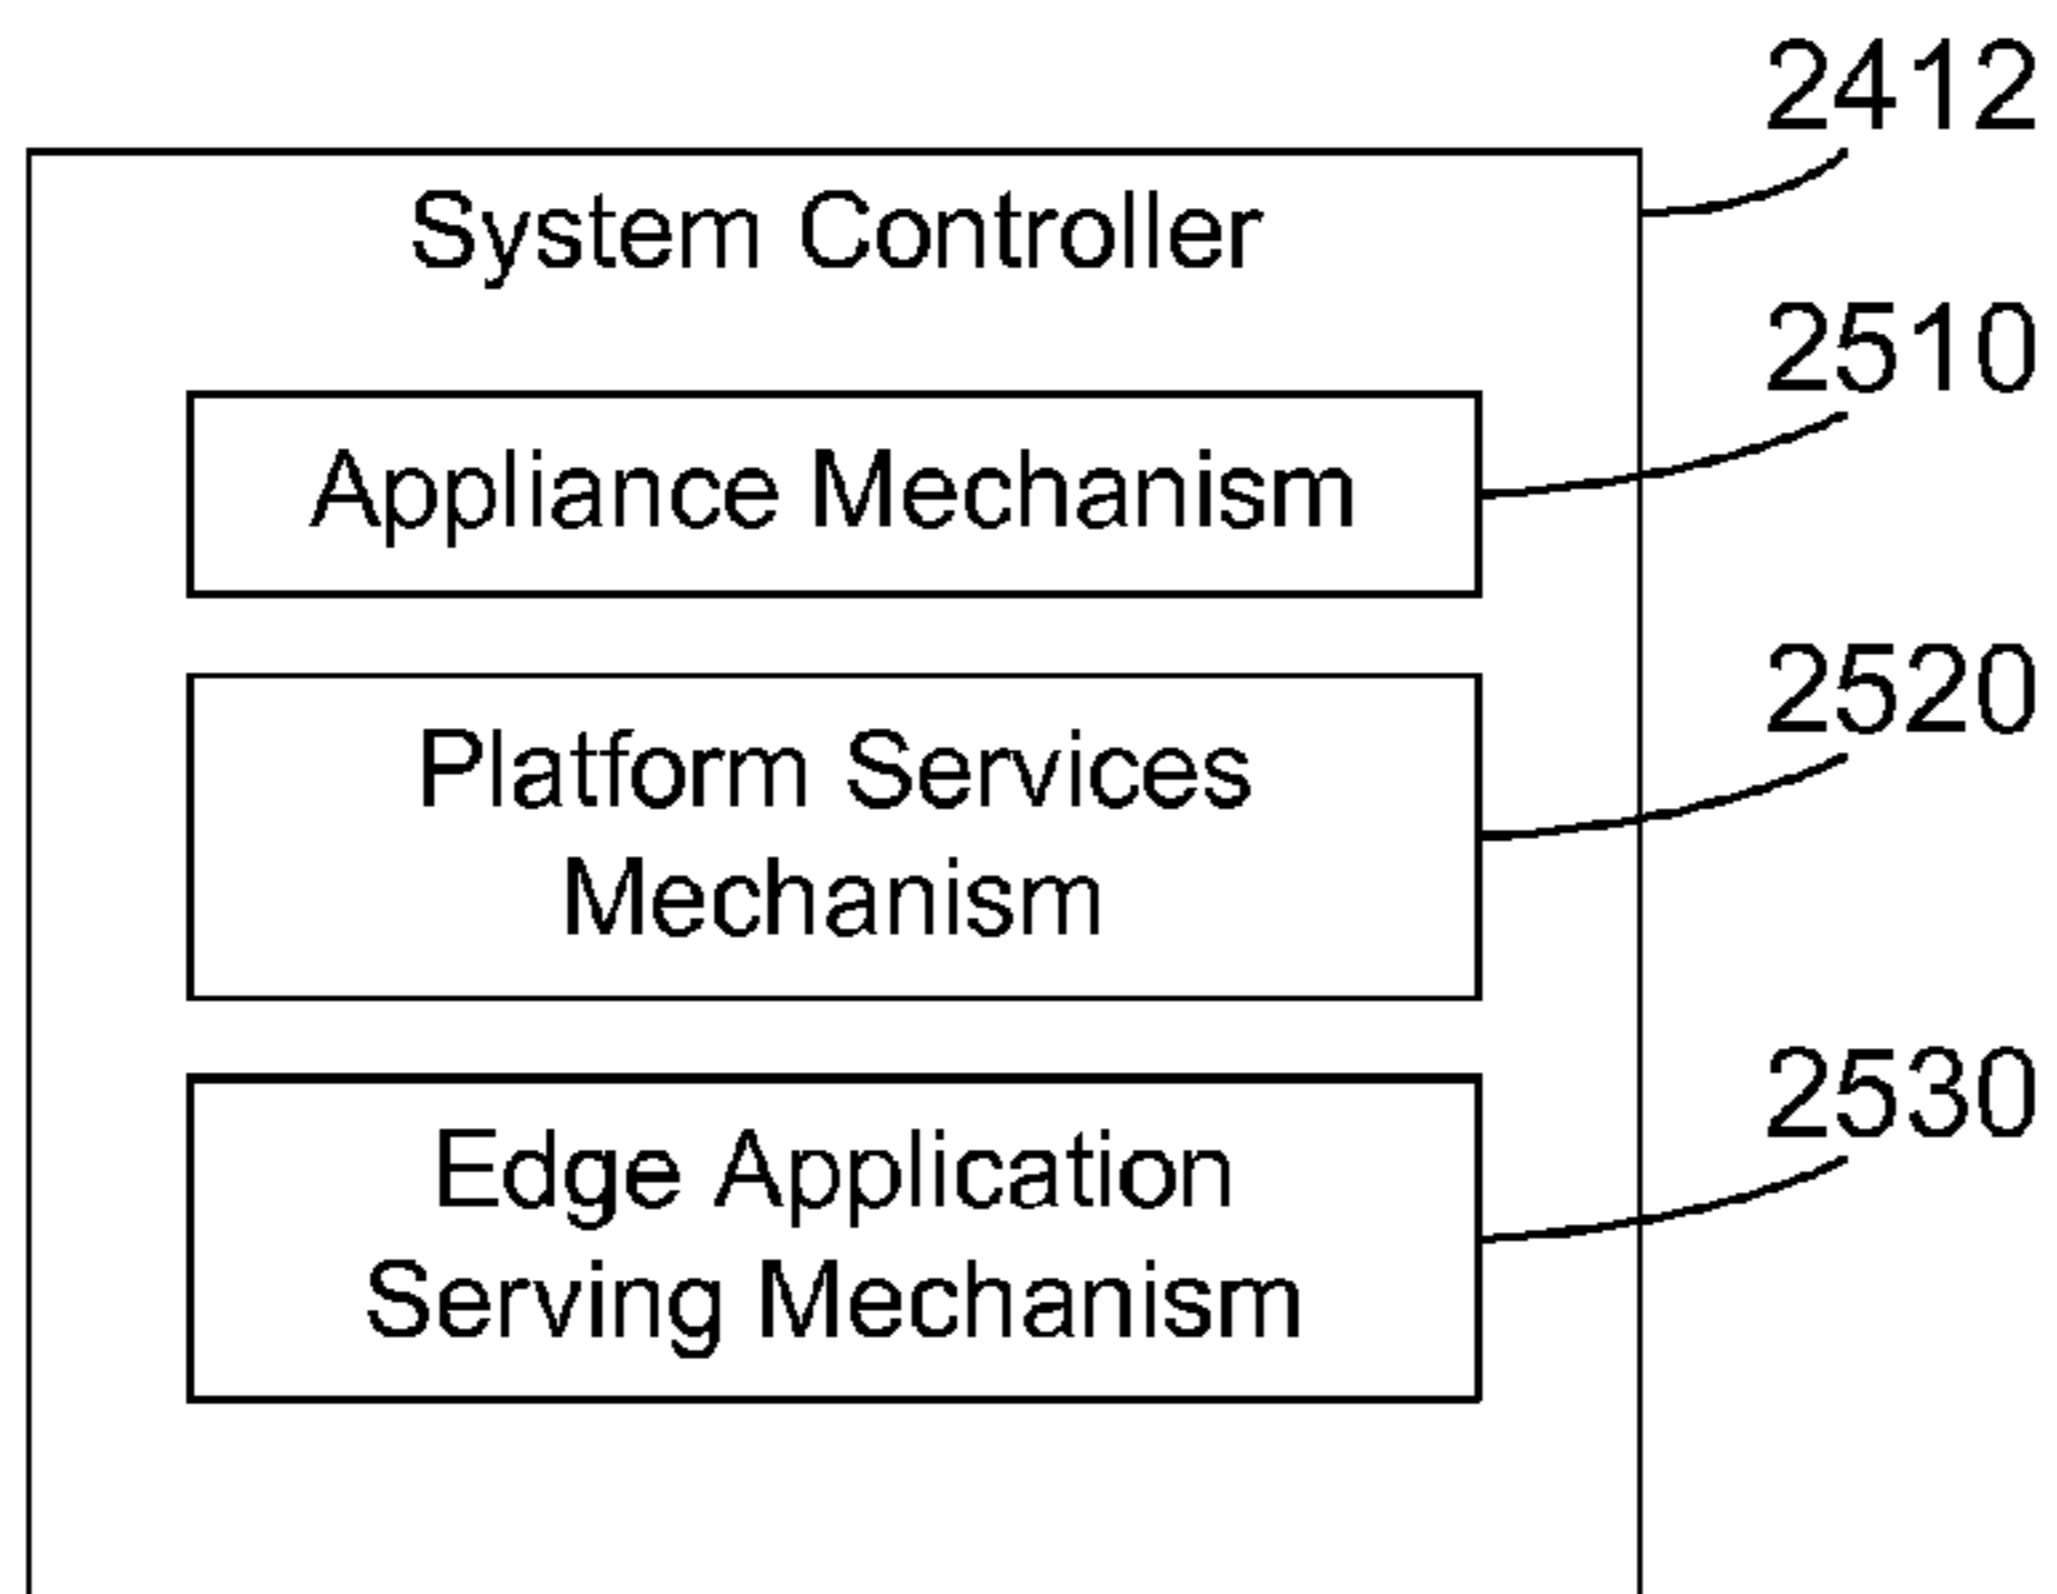 2412
System Controller
2510
Appliance Mechanism
2520
Platform Services
Mechanism
2530
Edge Application
Serving Mechanism